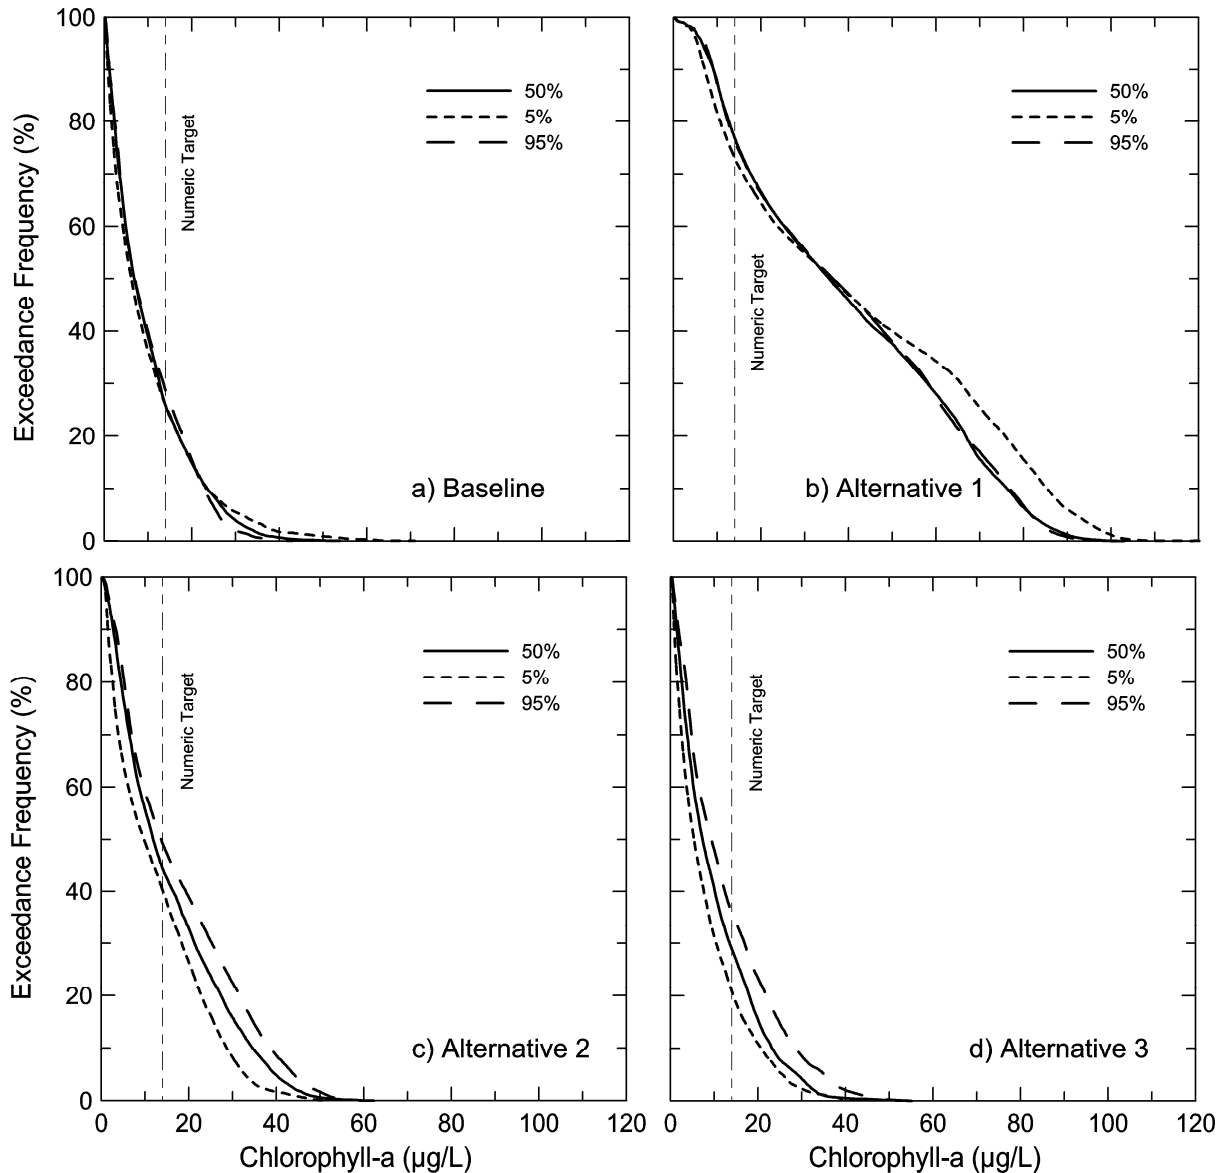 100
80
60
40
20
0
Exceedance Frequency (%)
50%
5%
95%
Numeric Target
a) Baseline
50%
5%
95%
Numeric Target
b) Alternative 1
100
80
60
40
20
0
Exceedance Frequency (%)
50%
5%
95%
Numeric Target
c) Alternative 2
0 20 40 60 80 100 120
Chlorophyll-a (µg/L)
50%
5%
95%
Numeric Target
d) Alternative 3
0 20 40 60 80 100 120
Chlorophyll-a (µg/L)